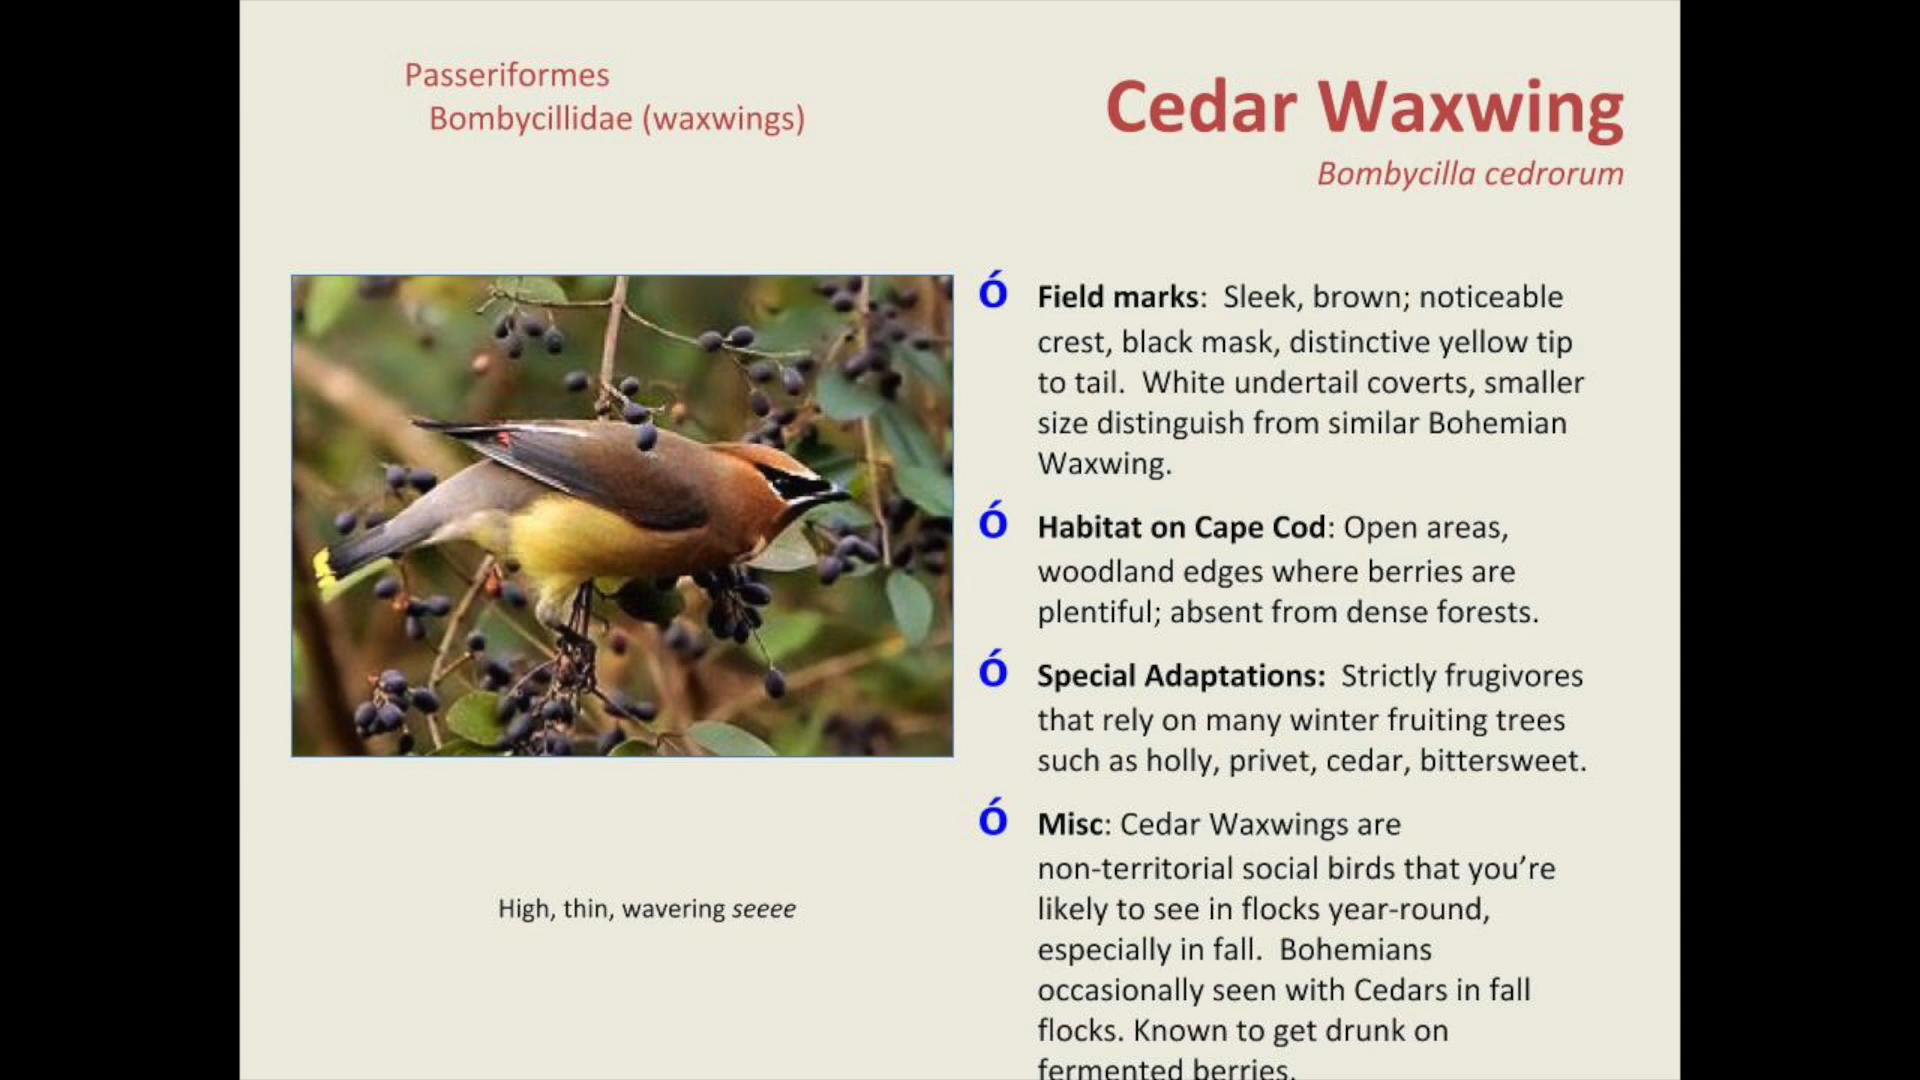 Passeriformes
Bombycillidae (waxwings)
Cedar Waxwing
Bombycilla cedrorum
Ó Field marks:  Sleek, brown; noticeable
crest, black mask, distinctive yellow tip
to tail.  White undertail coverts, smaller
size distinguish from similar Bohemian
Waxwing.
Ó Habitat on Cape Cod: Open areas,
woodland edges where berries are
plentiful; absent from dense forests.
Ó Special Adaptations:  Strictly frugivores
that rely on many winter fruiting trees
such as holly, privet, cedar, bittersweet.
Ó Misc: Cedar Waxwings are
non-territorial social birds that you’re
likely to see in flocks year-round,
especially in fall.  Bohemians
occasionally seen with Cedars in fall
flocks. Known to get drunk on
fermented berries.
High, thin, wavering seeee